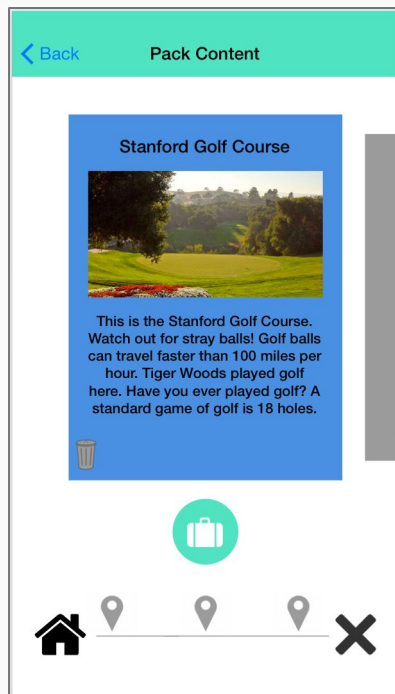 Back
Pack Content
Stanford Golf Course
This is the Stanford Golf Course.
Watch out for stray balls! Golf balls
can travel faster than 100 miles per
hour. Tiger Woods played golf
here. Have you ever played golf? A
standard game of golf is 18 holes.